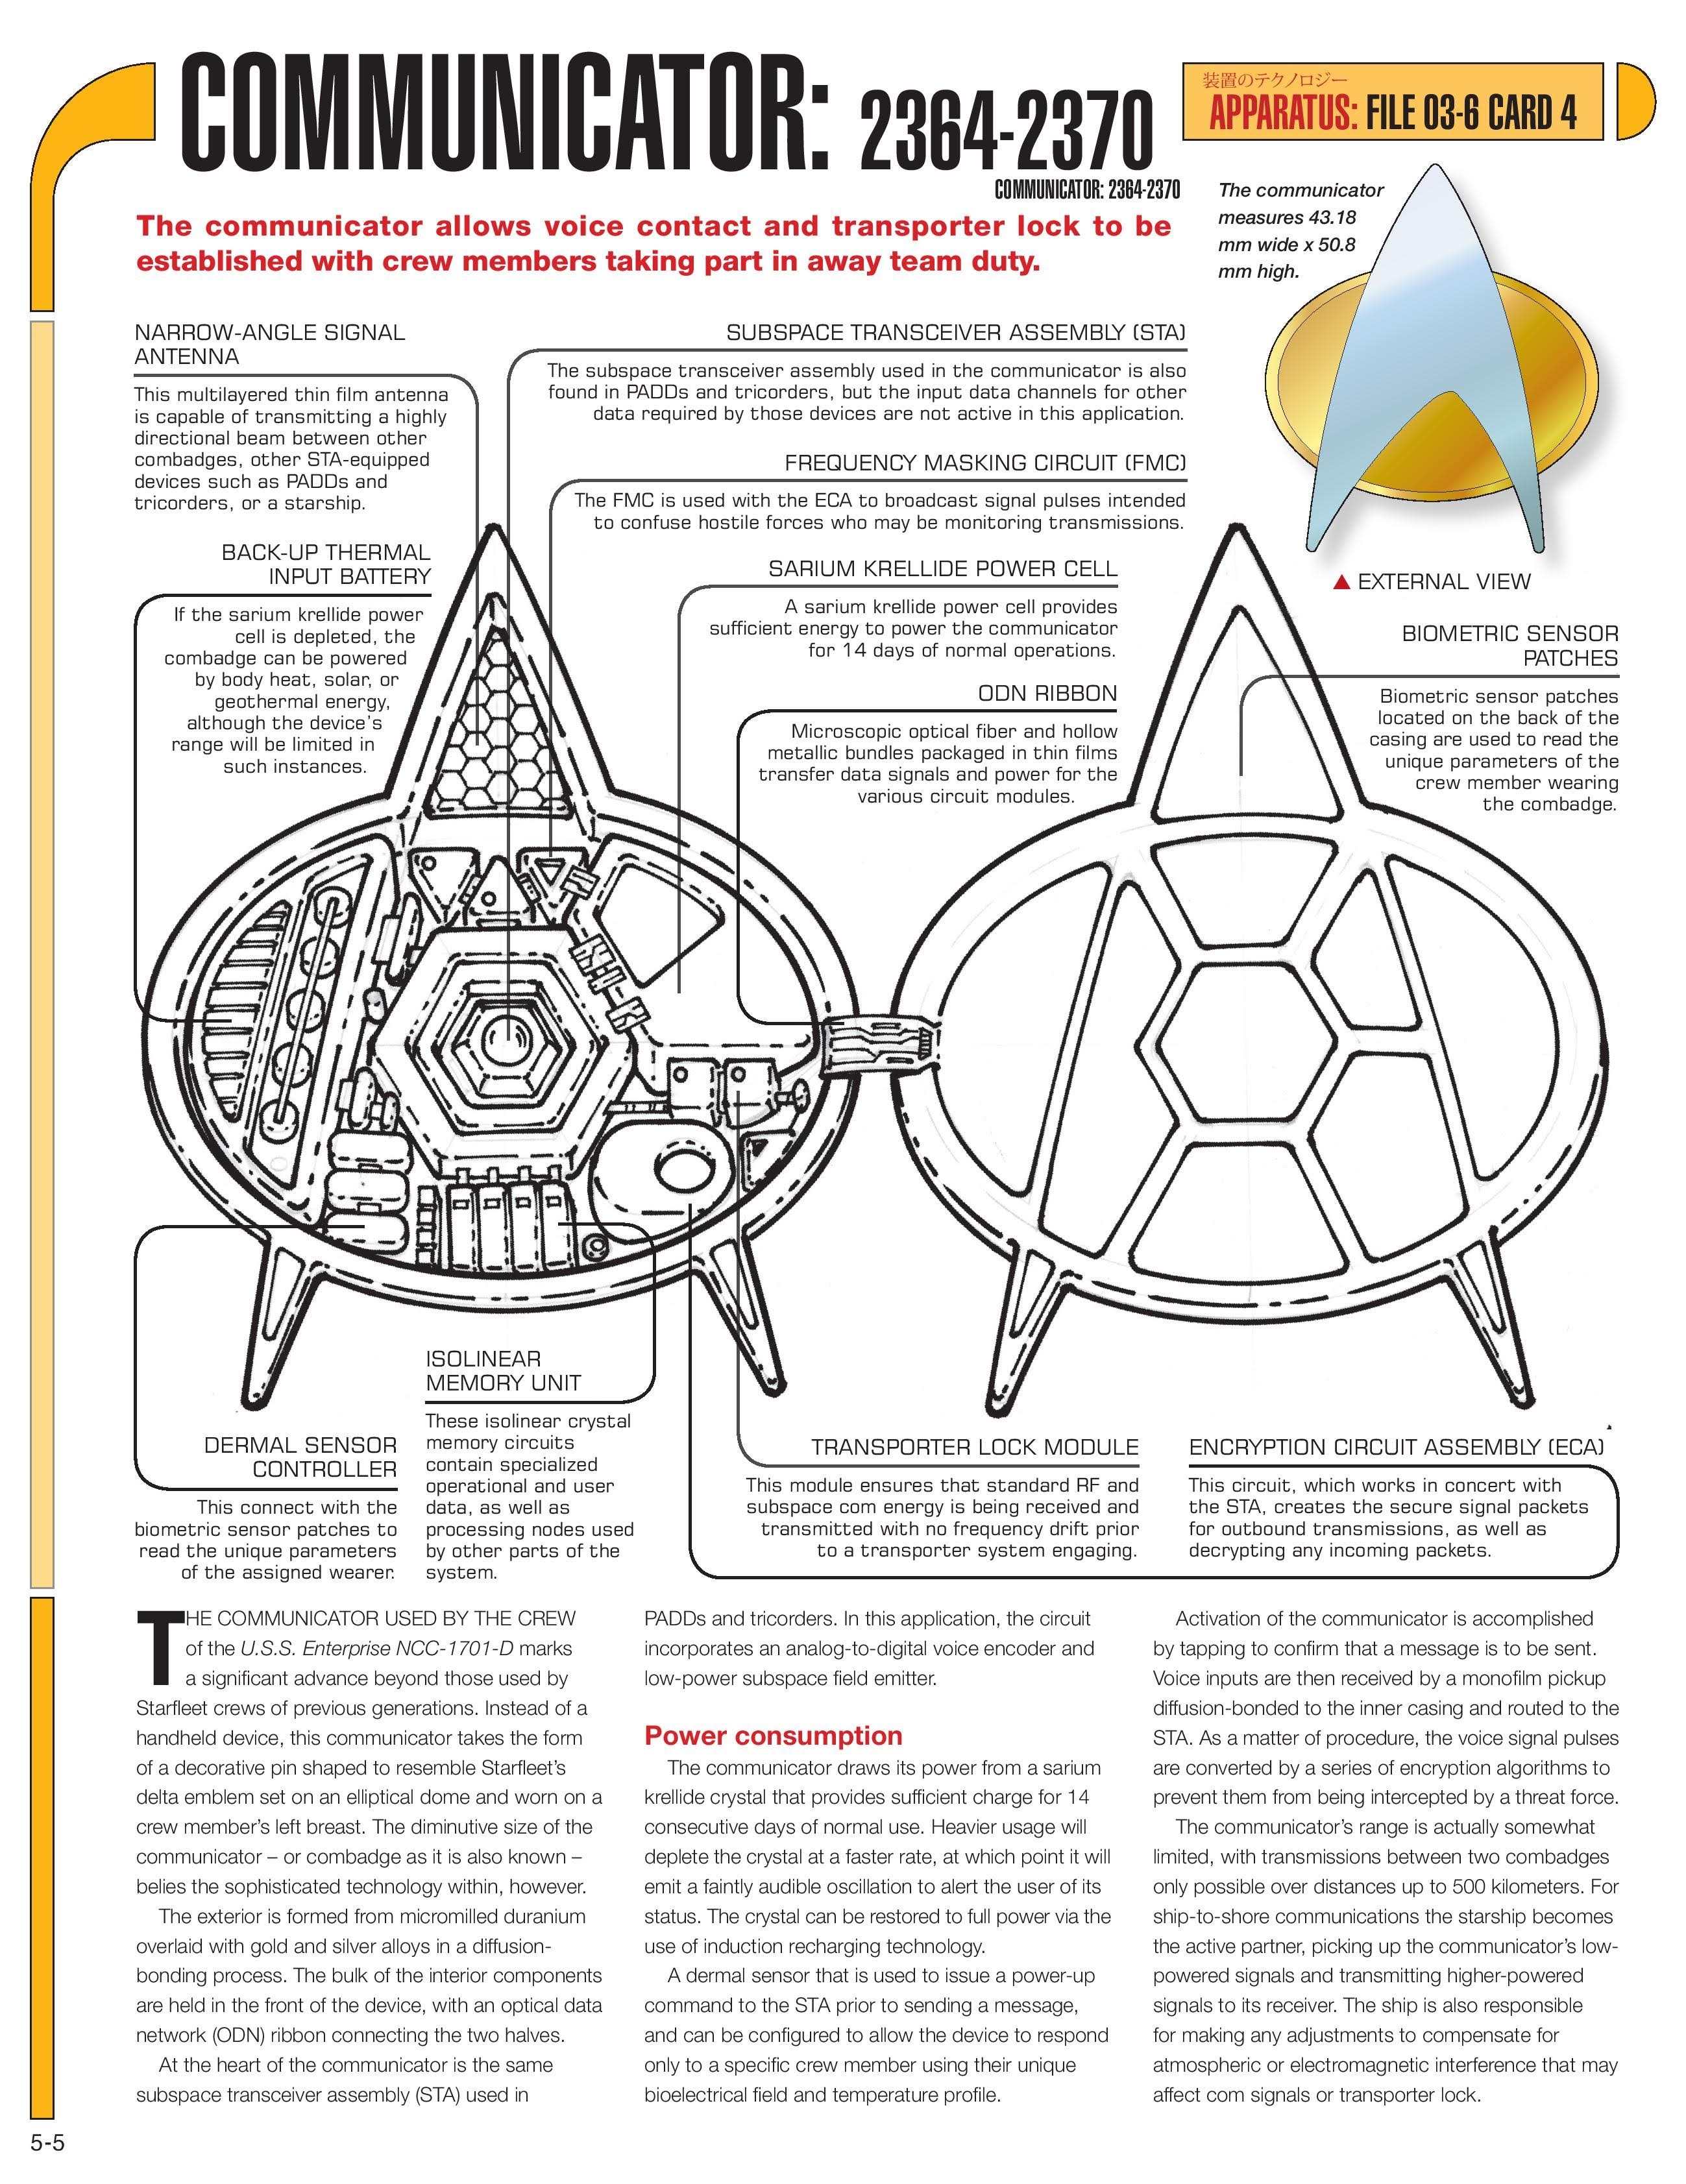 COMMUNICATOR: 2364-2370
COMMUNICATOR: 2364-2370
装置のテクノロジー
APPARATUS: FILE 03-6 CARD 4
The communicator allows voice contact and transporter lock to be
established with crew members taking part in away team duty.
The communicator
measures 43.18
mm wide x 50.8
mm high.
▲ EXTERNAL VIEW
NARROW-ANGLE SIGNAL
ANTENNA
This multilayered thin film antenna
is capable of transmitting a highly
directional beam between other
combadges, other STA-equipped
devices such as PADDs and
tricorders, or a starship.
SUBSPACE TRANSCEIVER ASSEMBLY (STA)
The subspace transceiver assembly used in the communicator is also
found in PADDs and tricorders, but the input data channels for other
data required by those devices are not active in this application.
FREQUENCY MASKING CIRCUIT (FMC)
The FMC is used with the ECA to broadcast signal pulses intended
to confuse hostile forces who may be monitoring transmissions.
BACK-UP THERMAL
INPUT BATTERY
If the sarium krellide power
cell is depleted, the
combadge can be powered
by body heat, solar, or
geothermal energy,
although the device's
range will be limited in
such instances.
SARIUM KRELLIDE POWER CELL
A sarium krellide power cell provides
sufficient energy to power the communicator
for 14 days of normal operations.
ODN RIBBON
Microscopic optical fiber and hollow
metallic bundles packaged in thin films
transfer data signals and power for the
various circuit modules.
BIOMETRIC SENSOR
PATCHES
Biometric sensor patches
located on the back of the
casing are used to read the
unique parameters of the
crew member wearing
the combadge.
DERMAL SENSOR
CONTROLLER
This connect with the
biometric sensor patches to
read the unique parameters
of the assigned wearer.
ISOLINEAR
MEMORY UNIT
These isolinear crystal
memory circuits
contain specialized
operational and user
data, as well as
processing nodes used
by other parts of the
system.
TRANSPORTER LOCK MODULE
This module ensures that standard RF and
subspace com energy is being received and
transmitted with no frequency drift prior
to a transporter system engaging.
ENCRYPTION CIRCUIT ASSEMBLY (ECA)
This circuit, which works in concert with
the STA, creates the secure signal packets
for outbound transmissions, as well as
decrypting any incoming packets.
THE COMMUNICATOR USED BY THE CREW
of the U.S.S. Enterprise NCC-1701-D marks
a significant advance beyond those used by
Starfleet crews of previous generations. Instead of a
handheld device, this communicator takes the form
of a decorative pin shaped to resemble Starfleet's
delta emblem set on an elliptical dome and worn on a
crew member's left breast. The diminutive size of the
communicator – or combadge as it is also known –
belies the sophisticated technology within, however.
The exterior is formed from micromilled duranium
overlaid with gold and silver alloys in a diffusion-
bonding process. The bulk of the interior components
are held in the front of the device, with an optical data
network (ODN) ribbon connecting the two halves.
At the heart of the communicator is the same
subspace transceiver assembly (STA) used in
PADDs and tricorders. In this application, the circuit
incorporates an analog-to-digital voice encoder and
low-power subspace field emitter.
Power consumption
The communicator draws its power from a sarium
krellide crystal that provides sufficient charge for 14
consecutive days of normal use. Heavier usage will
deplete the crystal at a faster rate, at which point it will
emit a faintly audible oscillation to alert the user of its
status. The crystal can be restored to full power via the
use of induction recharging technology.
A dermal sensor that is used to issue a power-up
command to the STA prior to sending a message,
and can be configured to allow the device to respond
only to a specific crew member using their unique
bioelectrical field and temperature profile.
Activation of the communicator is accomplished
by tapping to confirm that a message is to be sent.
Voice inputs are then received by a monofilm pickup
diffusion-bonded to the inner casing and routed to the
STA. As a matter of procedure, the voice signal pulses
are converted by a series of encryption algorithms to
prevent them from being intercepted by a threat force.
The communicator's range is actually somewhat
limited, with transmissions between two combadges
only possible over distances up to 500 kilometers. For
ship-to-shore communications the starship becomes
the active partner, picking up the communicator's low-
powered signals and transmitting higher-powered
signals to its receiver. The ship is also responsible
for making any adjustments to compensate for
atmospheric or electromagnetic interference that may
affect com signals or transporter lock.
5-5